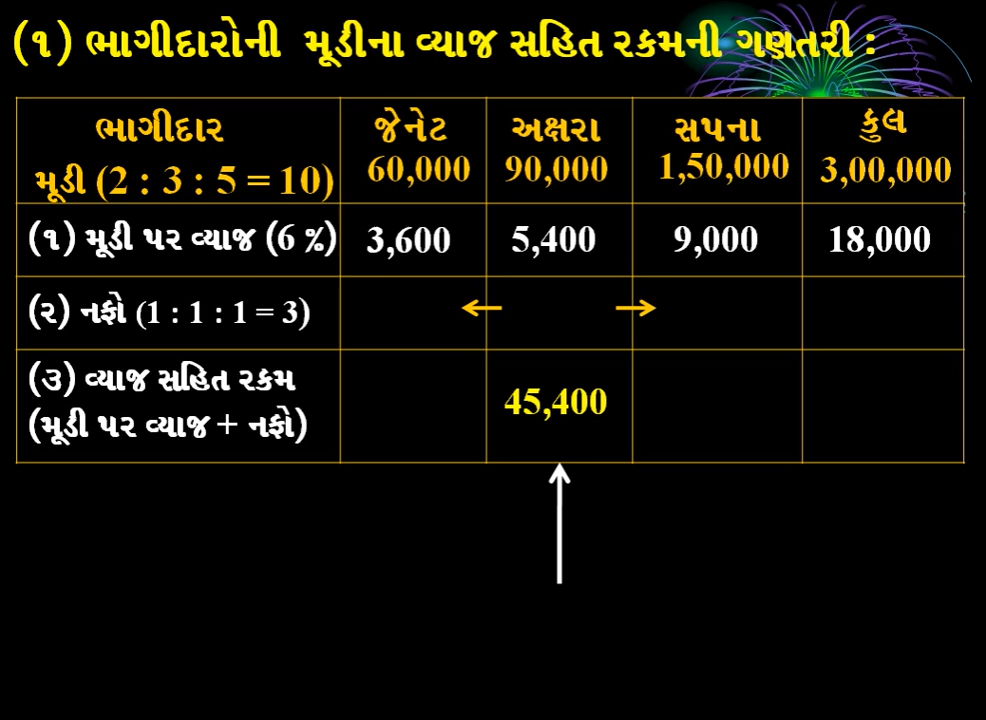 (૧) ભાગીદારોની મૂડીના વ્યાજ સહિત રકમની ગણતરી :
ભાગીદાર જેનેટ અક્ષરા સપના કુલ
મૂડી (2 : 3 : 5 = 10) 60,000 90,000 1,50,000 3,00,000
(૧) મૂડી પર વ્યાજ (6 %) 3,600 5,400 9,000 18,000
(૨) નફો (1 : 1 : 1 = 3)
(૩) વ્યાજ સહિત રકમ
(મૂડી પર વ્યાજ + નફો) 45,400